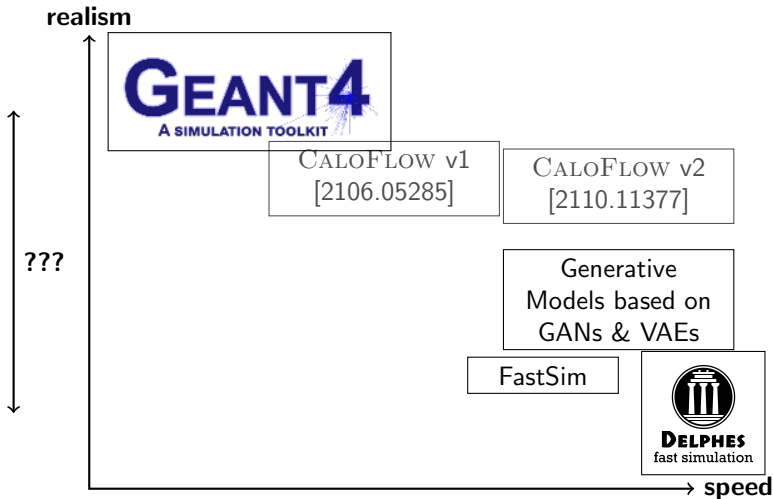 realism
GEANT4
A SIMULATION TOOLKIT
CALOFLOW v1
[2106.05285]
CALOFLOW v2
[2110.11377]
???
Generative
Models based on
GANs & VAEs
FastSim
DELPHES
fast simulation
speed